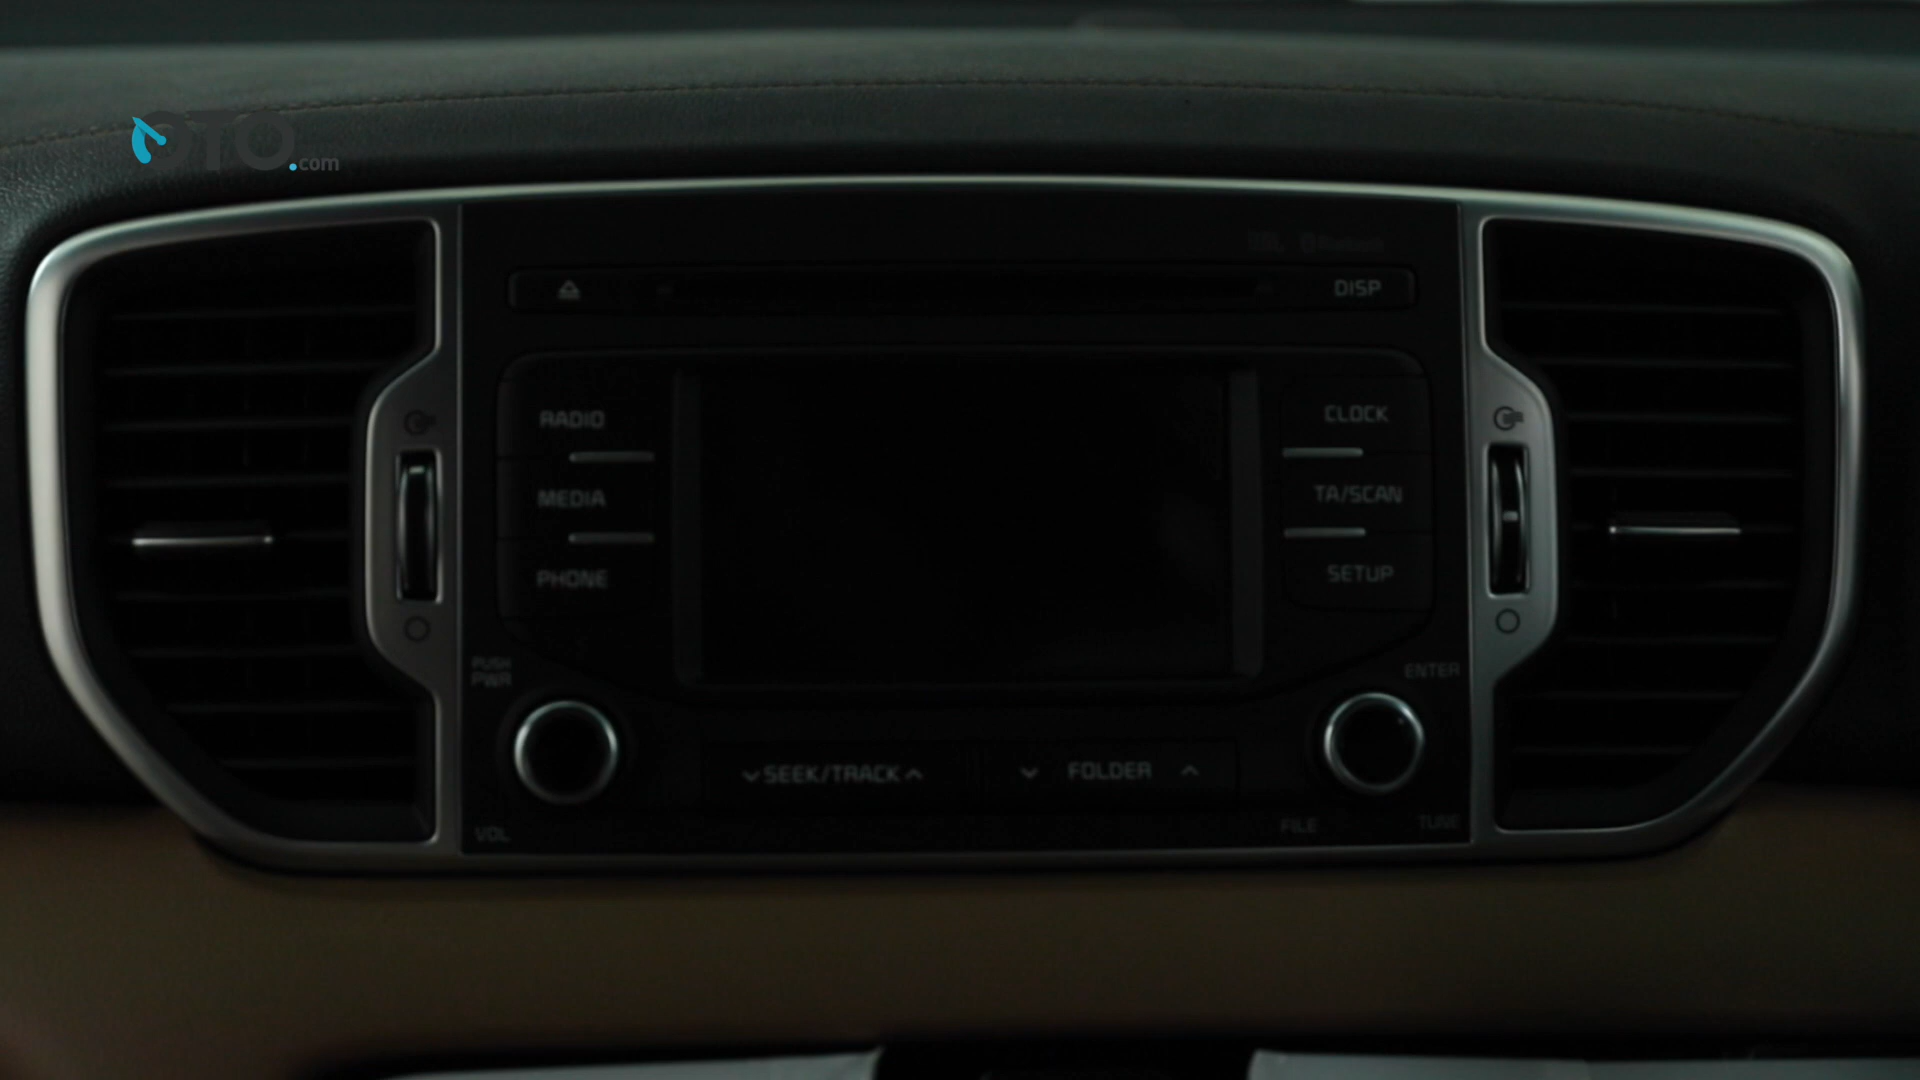 OTO.com
DISP
RADIO
CLOCK
MEDIA
TA/SCAN
PHONE
SETUP
PUSH
PWR
ENTER
SEEK/TRACK
FOLDER
VOL
FILE
TUNE